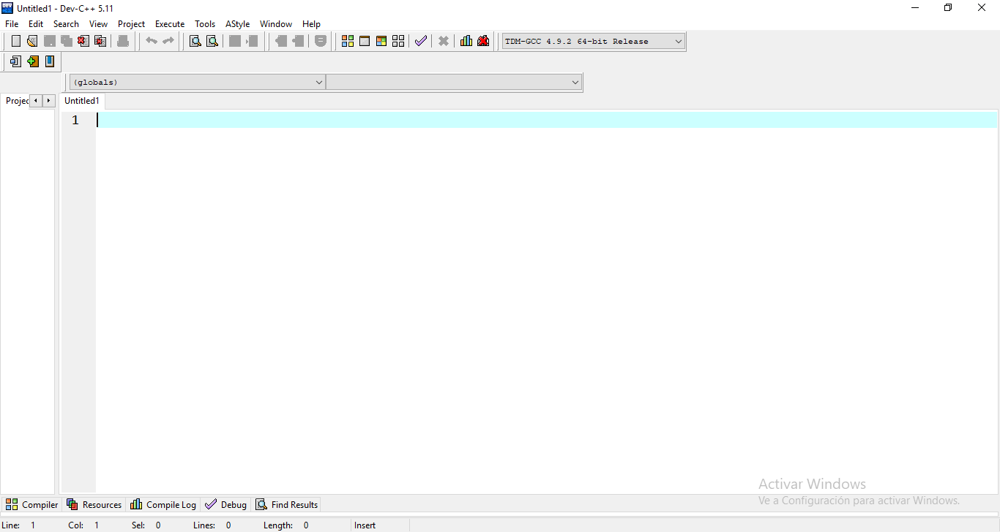 Untitled1 - Dev-C++ 5.11
File Edit Search View Project Execute Tools AStyle Window Help
TDM-GCC 4.9.2 64-bit Release
(globals)
Projec Untitled1
1
Activar Windows
Ve a Configuración para activar Windows.
Compiler Resources Compile Log Debug Find Results
Line: 1 Col: 1 Sel: 0 Lines: 0 Length: 0 Insert